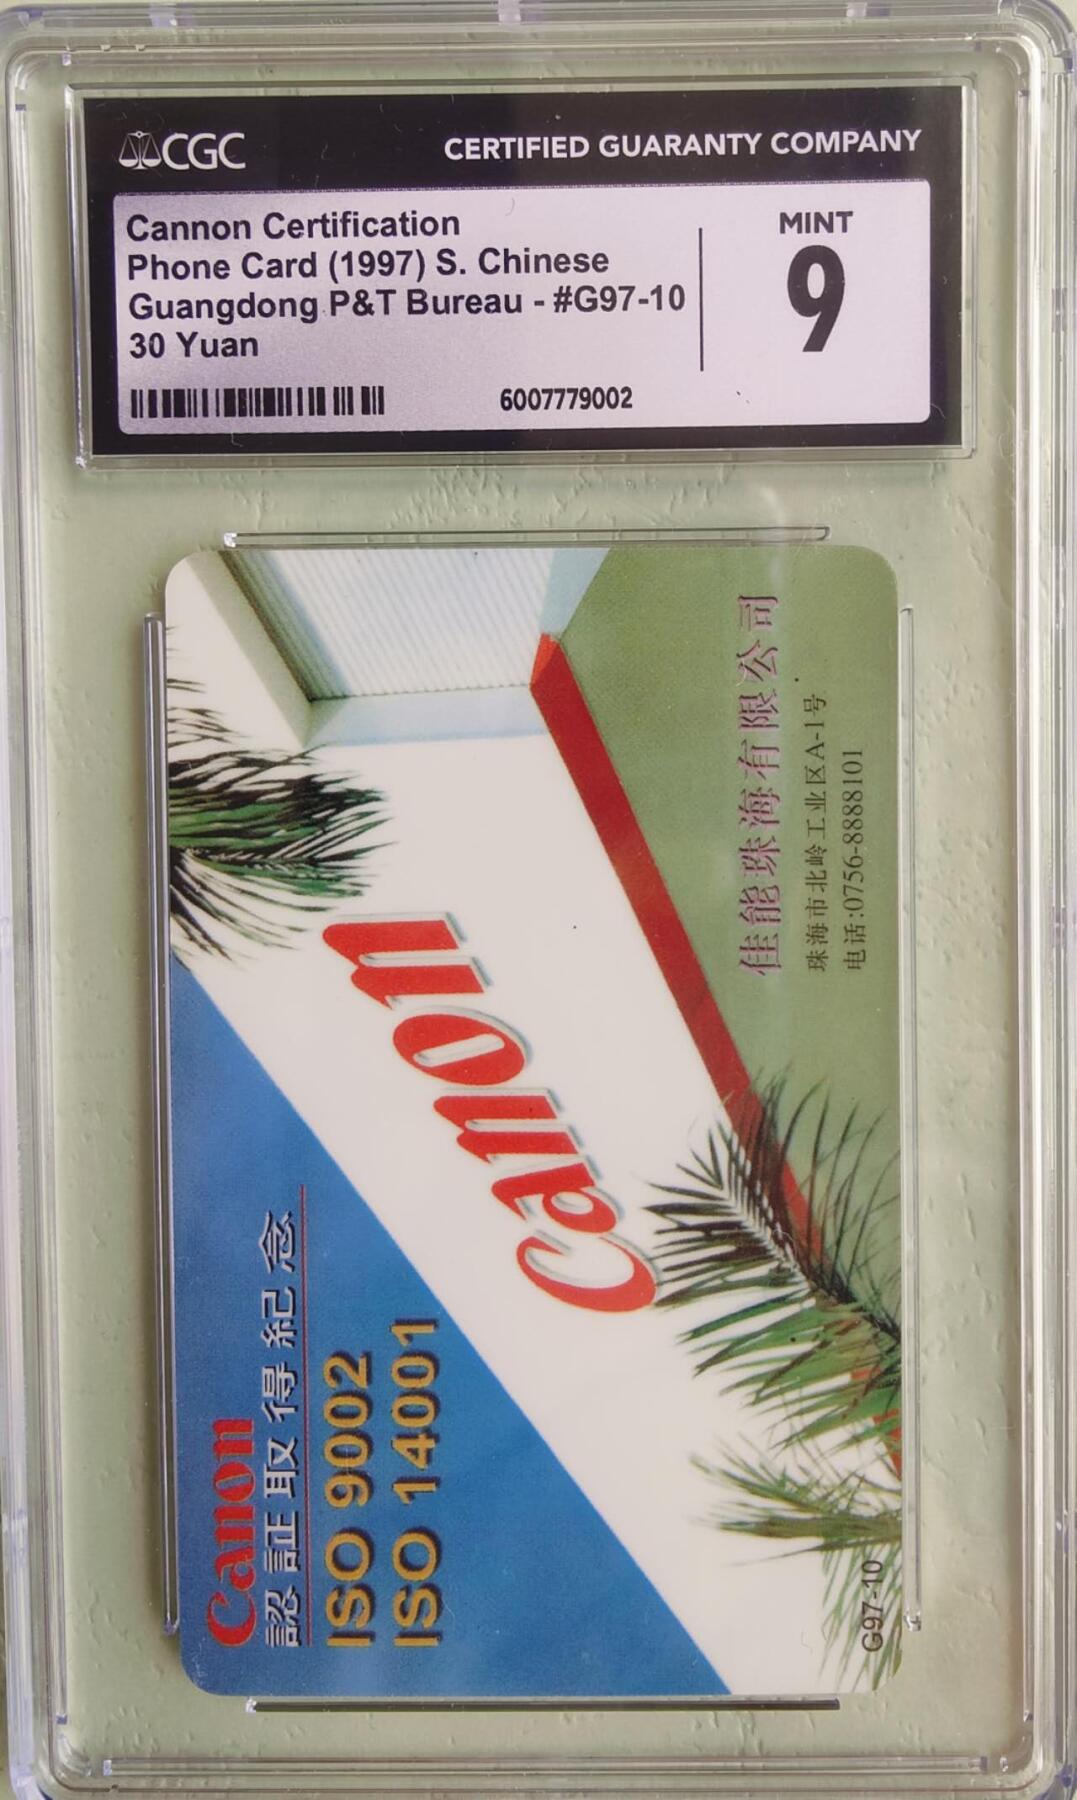 CGC
CERTIFIED GUARANTY COMPANY
Cannon Certification
Phone Card (1997) S. Chinese
Guangdong P&T Bureau - #G97-10
30 Yuan
MINT
9
6007779002
Canon
認証取得紀念
ISO 9002
ISO 14001
Canon
佳能珠海有限公司
珠海市北岭工业区A-1号
电话:0756-8888101
G97-10